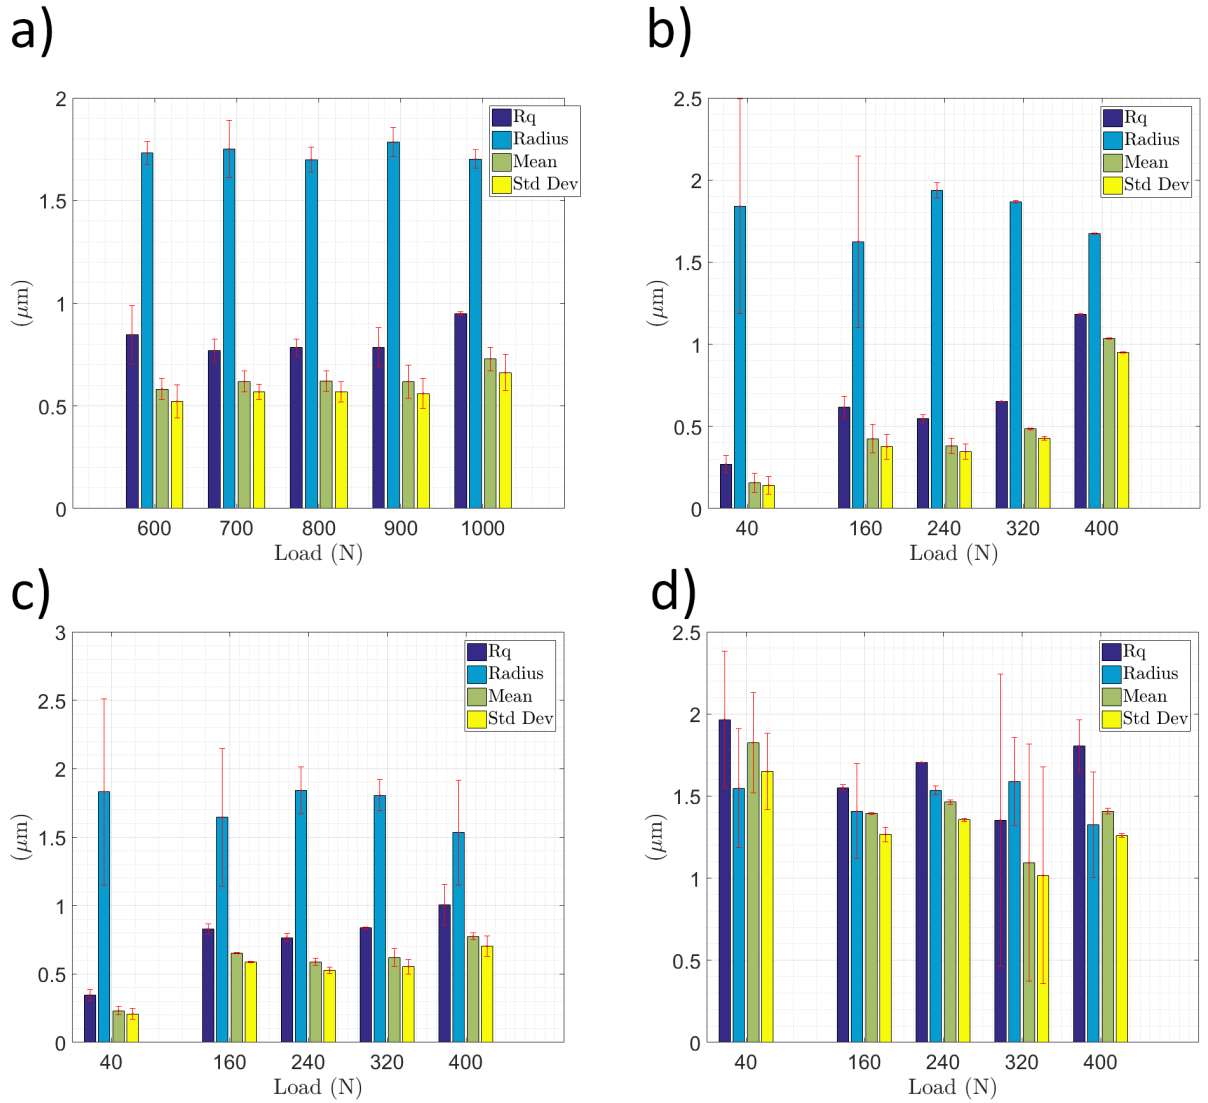 a)
2
1.5
1
0.5
0
(μm)
600 700 800 900 1000
Load (N)
Rq
Radius
Mean
Std Dev
b)
2.5
2
1.5
1
0.5
0
(μm)
40 160 240 320 400
Load (N)
Rq
Radius
Mean
Std Dev
c)
3
2.5
2
1.5
1
0.5
0
(μm)
40 160 240 320 400
Load (N)
Rq
Radius
Mean
Std Dev
d)
2.5
2
1.5
1
0.5
0
(μm)
40 160 240 320 400
Load (N)
Rq
Radius
Mean
Std Dev